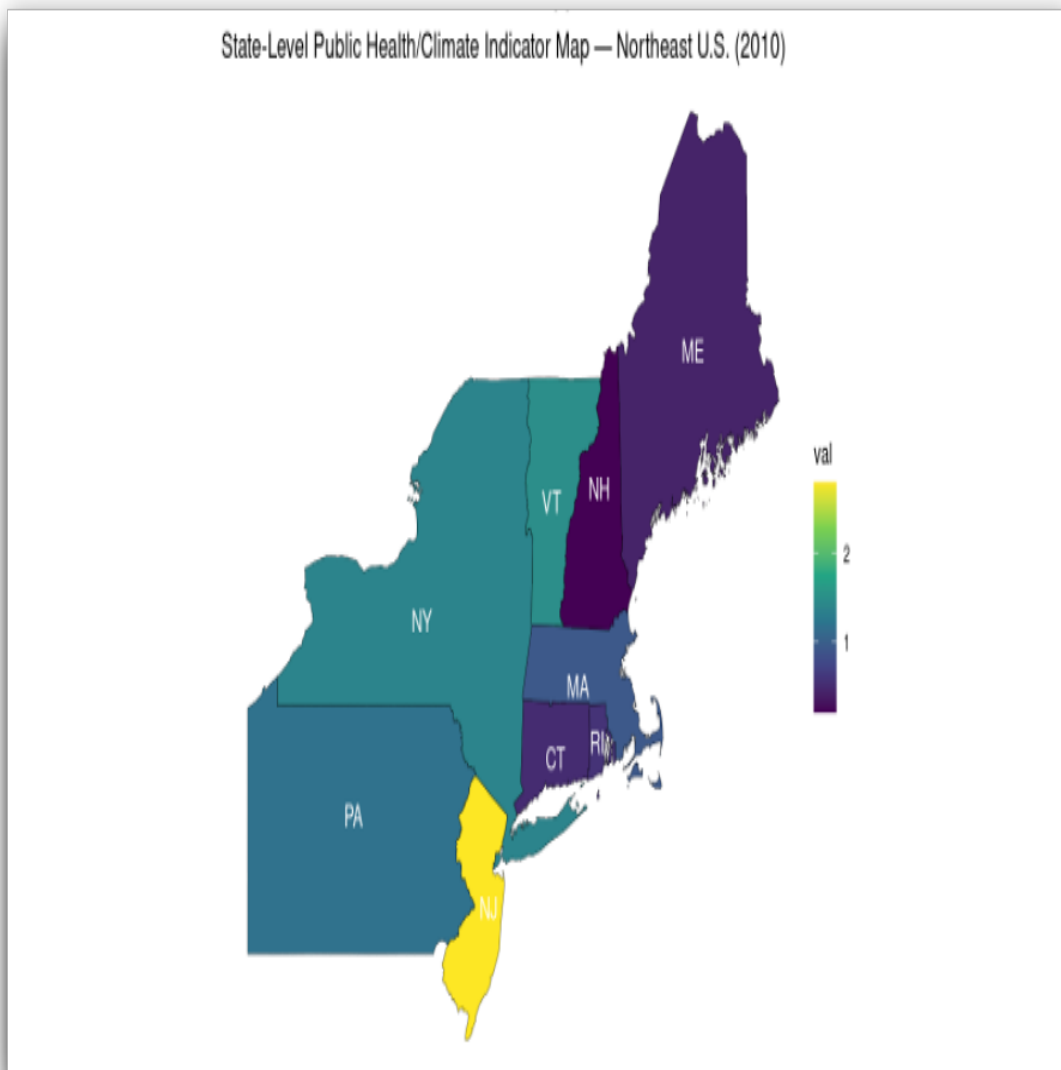 State-Level Public Health/Climate Indicator Map — Northeast U.S. (2010)
ME
val
2
1
NH
VT
NY
MA
RI
CT
PA
NJ